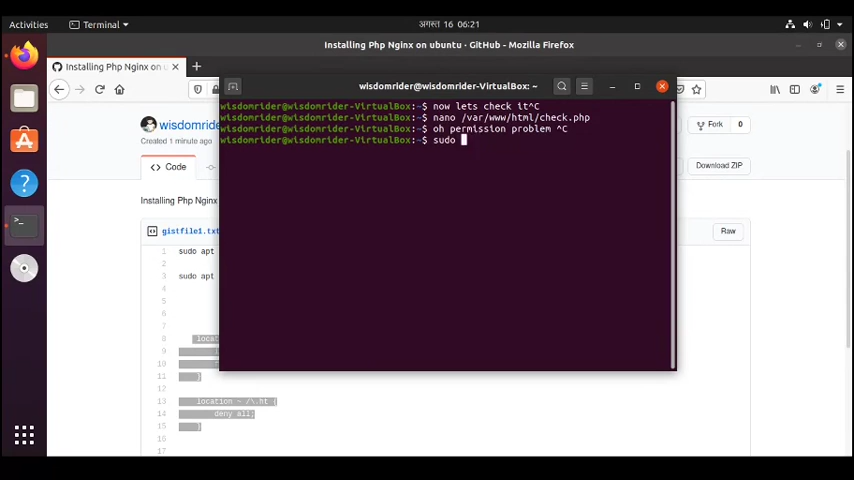 Activities
Terminal
अगस्त 16 06:21
Installing Php Nginx on ubuntu · GitHub - Mozilla Firefox
Installing Php Nginx on u
wisdomrider@wisdomrider-VirtualBox: ~
wisdomrider@wisdomrider-VirtualBox:~$ now lets check it^C
wisdomrider@wisdomrider-VirtualBox:~$ nano /var/www/html/check.php
wisdomrider@wisdomrider-VirtualBox:~$ oh permission problem ^C
wisdomrider@wisdomrider-VirtualBox:~$ sudo
wisdomride
Created 1 minute ago
Fork 0
Code
Download ZIP
Installing Php Nginx
gistfile1.txt
Raw
1 sudo apt
2
3 sudo apt
4
5
6
7
8 locat
9
10
11 }
12
13 location ~ /\.ht {
14 deny all;
15 }
16
17